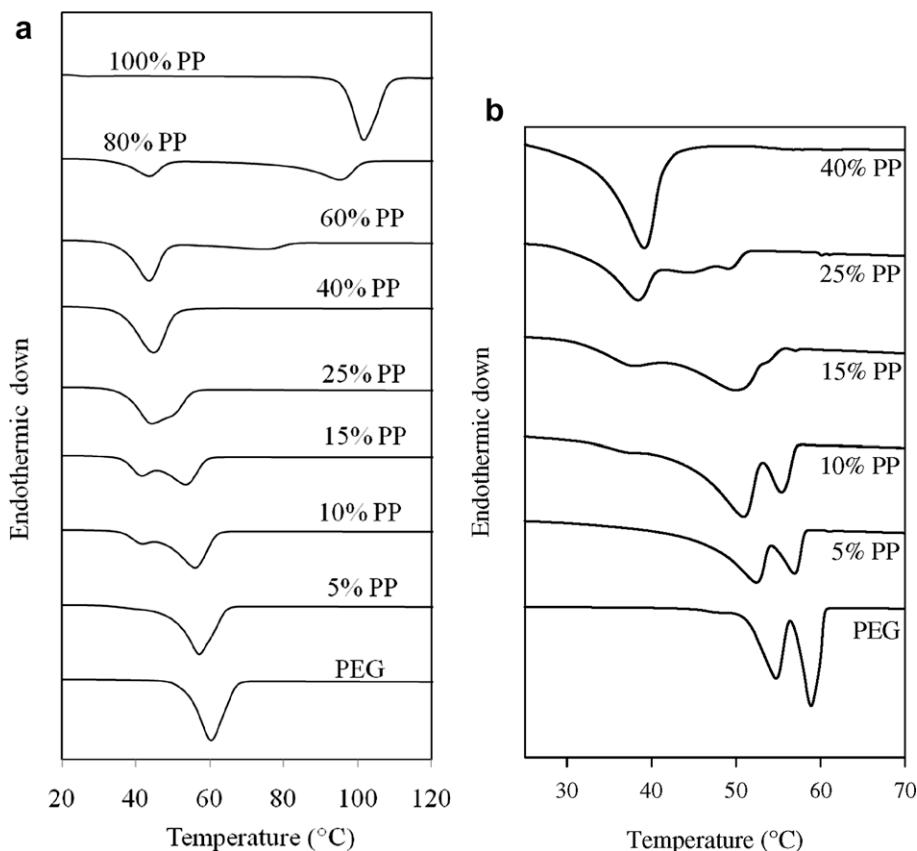 a
100% PP
80% PP
60% PP
40% PP
25% PP
15% PP
10% PP
5% PP
PEG
Endothermic down
20 40 60 80 100 120
Temperature (°C)
b
40% PP
25% PP
15% PP
10% PP
5% PP
PEG
Endothermic down
30 40 50 60 70
Temperature (°C)